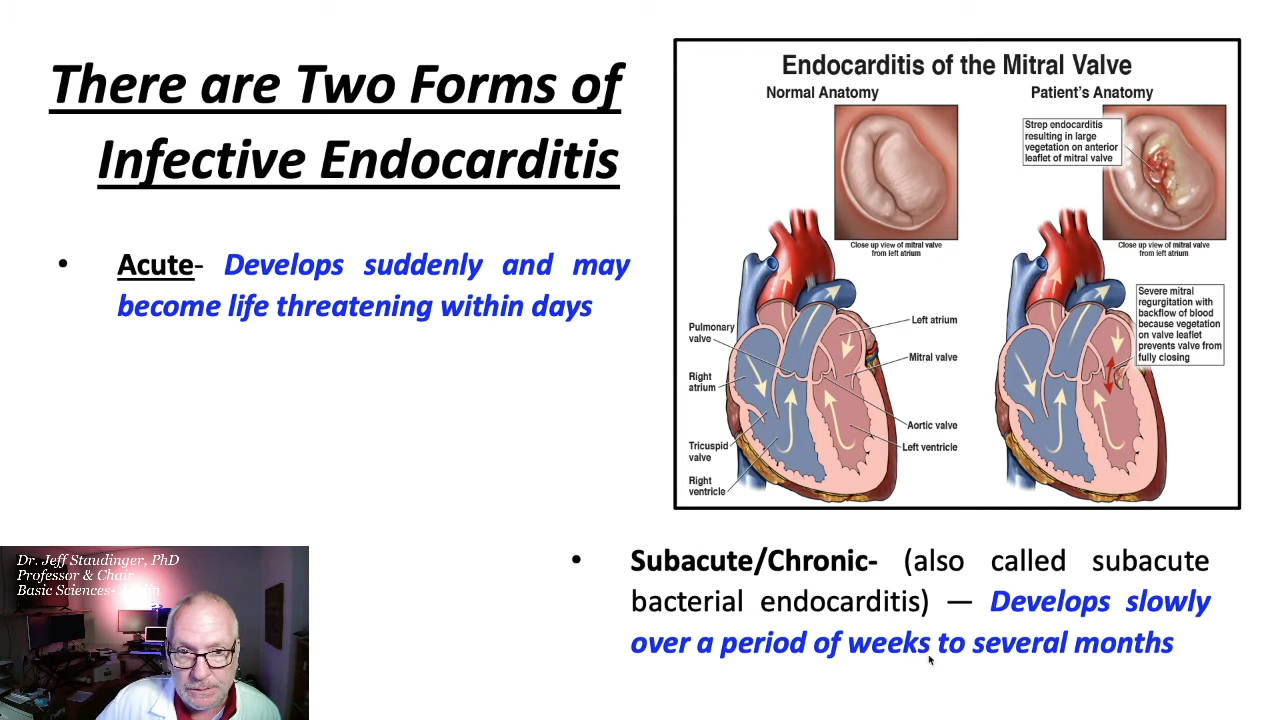 There are Two Forms of
Infective Endocarditis
• Acute- Develops suddenly and may
become life threatening within days
Endocarditis of the Mitral Valve
Normal Anatomy
Patient's Anatomy
Strep endocarditis
resulting in large
vegetation on anterior
leaflet of mitral valve
Close up view of mitral valve
from left atrium
Close up view of mitral valve
from left atrium
Severe mitral
regurgitation with
backflow of blood
because vegetation
on valve leaflet
prevents valve from
fully closing
Pulmonary
valve
Right
atrium
Tricuspid
valve
Right
ventricle
Left atrium
Mitral valve
Aortic valve
Left ventricle
• Subacute/Chronic- (also called subacute
bacterial endocarditis) — Develops slowly
over a period of weeks to several months
Dr. Jeff Staudinger, PhD
Professor & Chair
Basic Sciences-